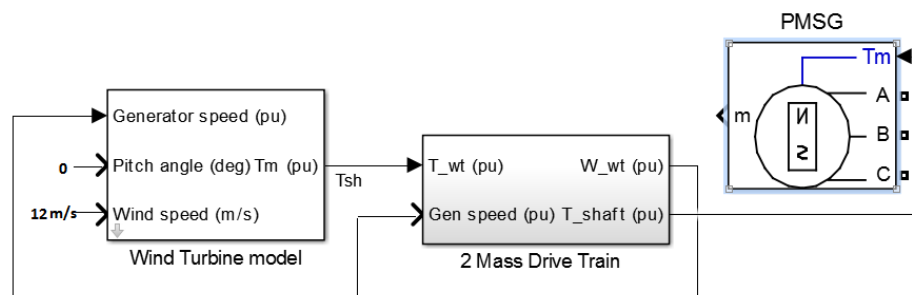 PMSG
Tm
A
m
B
C
Generator speed (pu)
0
Pitch angle (deg) Tm (pu)
Tsh
12 m/s
Wind speed (m/s)
Wind Turbine model
T_wt (pu) W_wt (pu)
Gen speed (pu) T_shaft (pu)
2 Mass Drive Train
N
S